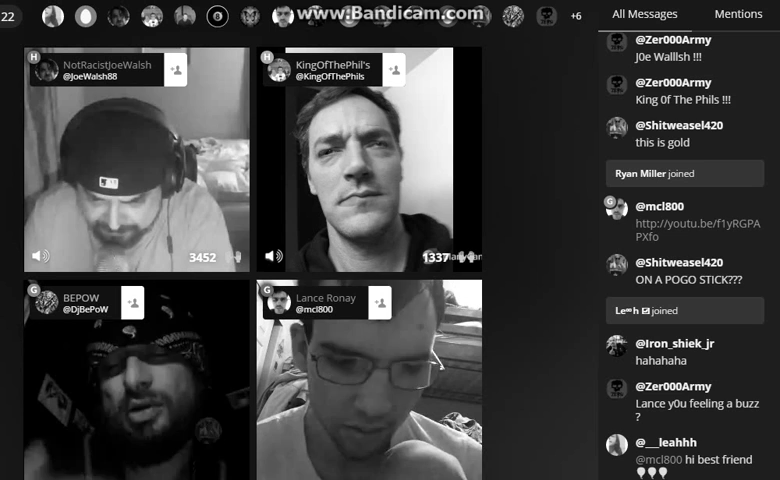 22
www.Bandicam.com
+6
All Messages
Mentions
H
NotRacistJoeWalsh
@JoeWalsh88
3452
H
KingOfThePhil's
@KingOfThePhils
1337
G
BEPOW
@DjBePoW
G
Lance Ronay
@mcl800
@Zer000Army
J0e Walllsh !!!
@Zer000Army
King 0f The Phils !!!
@Shitweasel420
this is gold
Ryan Miller joined
G
@mcl800
http://youtu.be/f1yRGPA
PXfo
@Shitweasel420
ON A POGO STICK???
joined
@Iron_shiek_jr
hahahaha
@Zer000Army
Lance y0u feeling a buzz
?
@___leahhh
@mcl800 hi best friend